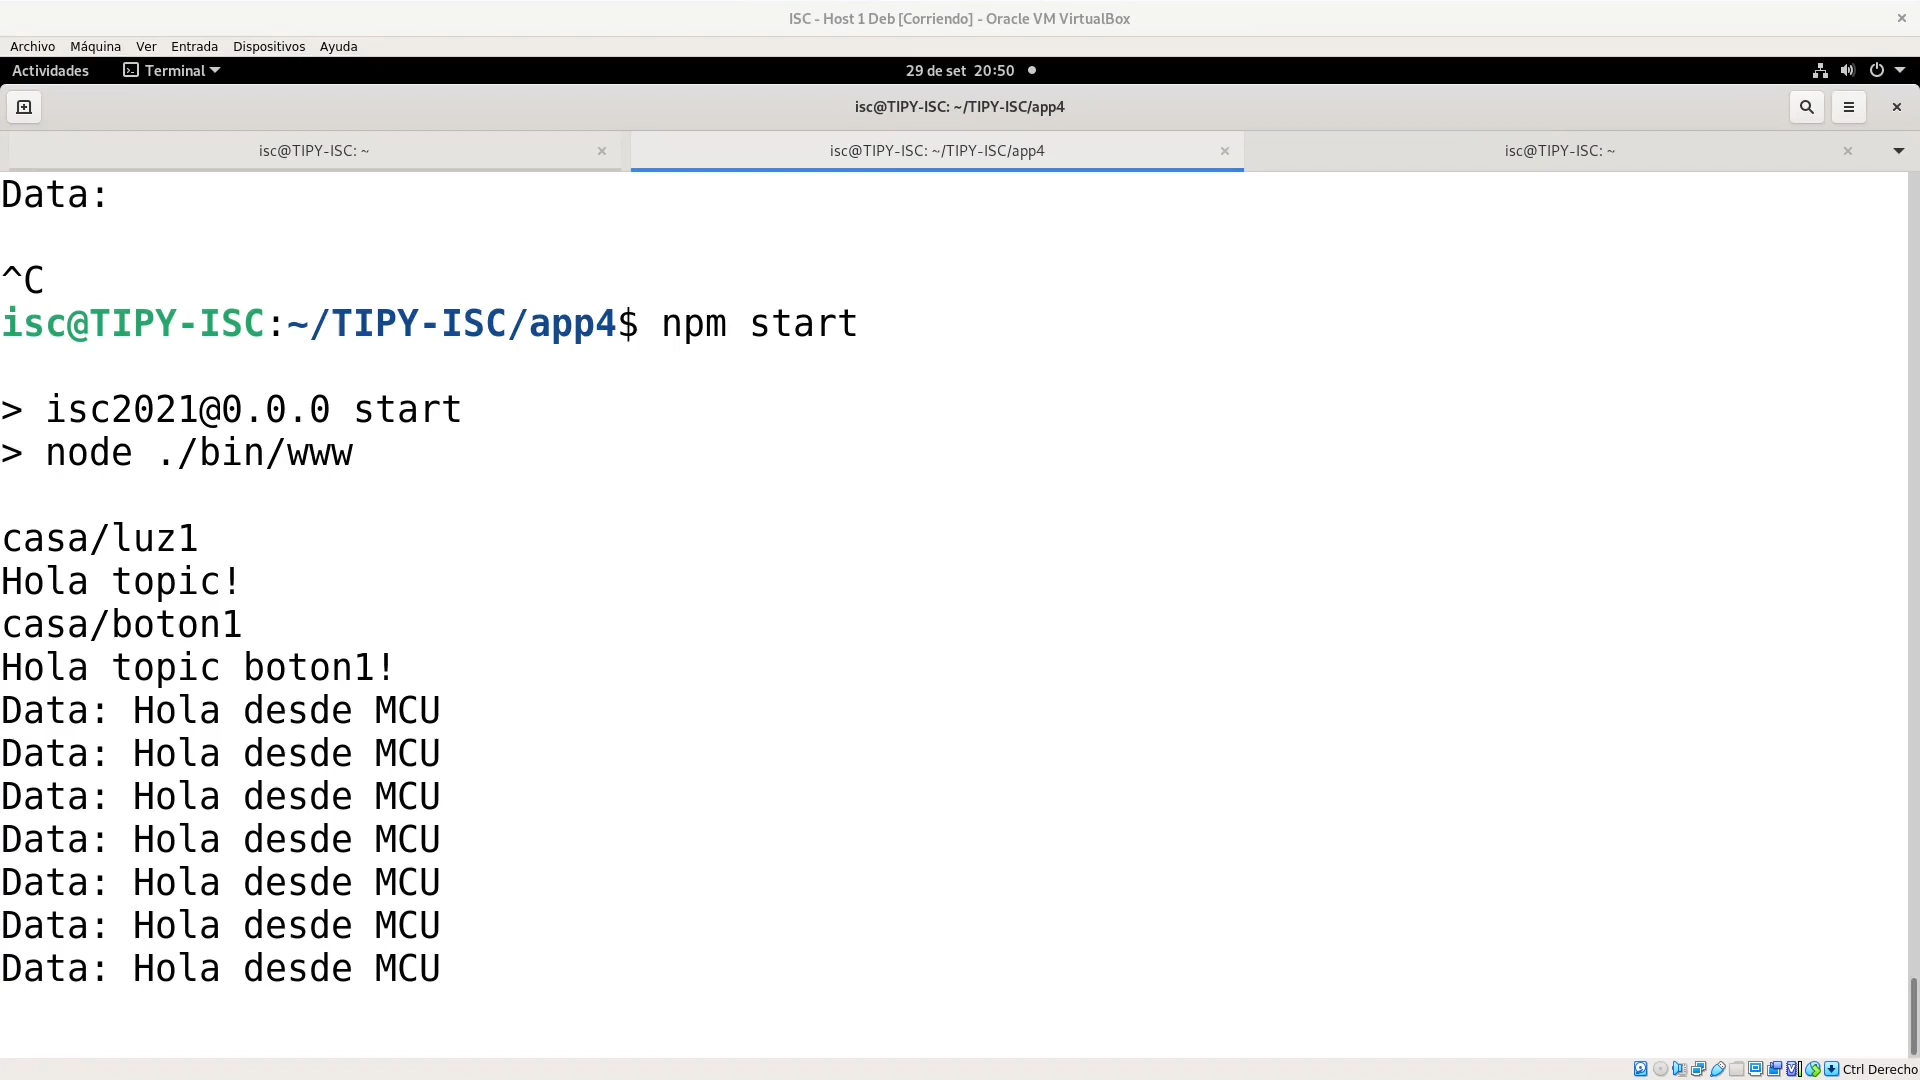 ISC - Host 1 Deb [Corriendo] - Oracle VM VirtualBox
Archivo Máquina Ver Entrada Dispositivos Ayuda
Actividades Terminal 29 de set 20:50
isc@TIPY-ISC: ~/TIPY-ISC/app4
isc@TIPY-ISC: ~ isc@TIPY-ISC: ~/TIPY-ISC/app4 isc@TIPY-ISC: ~
Data:
^C
isc@TIPY-ISC:~/TIPY-ISC/app4$ npm start
> isc2021@0.0.0 start
> node ./bin/www
casa/luz1
Hola topic!
casa/boton1
Hola topic boton1!
Data: Hola desde MCU
Data: Hola desde MCU
Data: Hola desde MCU
Data: Hola desde MCU
Data: Hola desde MCU
Data: Hola desde MCU
Data: Hola desde MCU
Ctrl Derecho